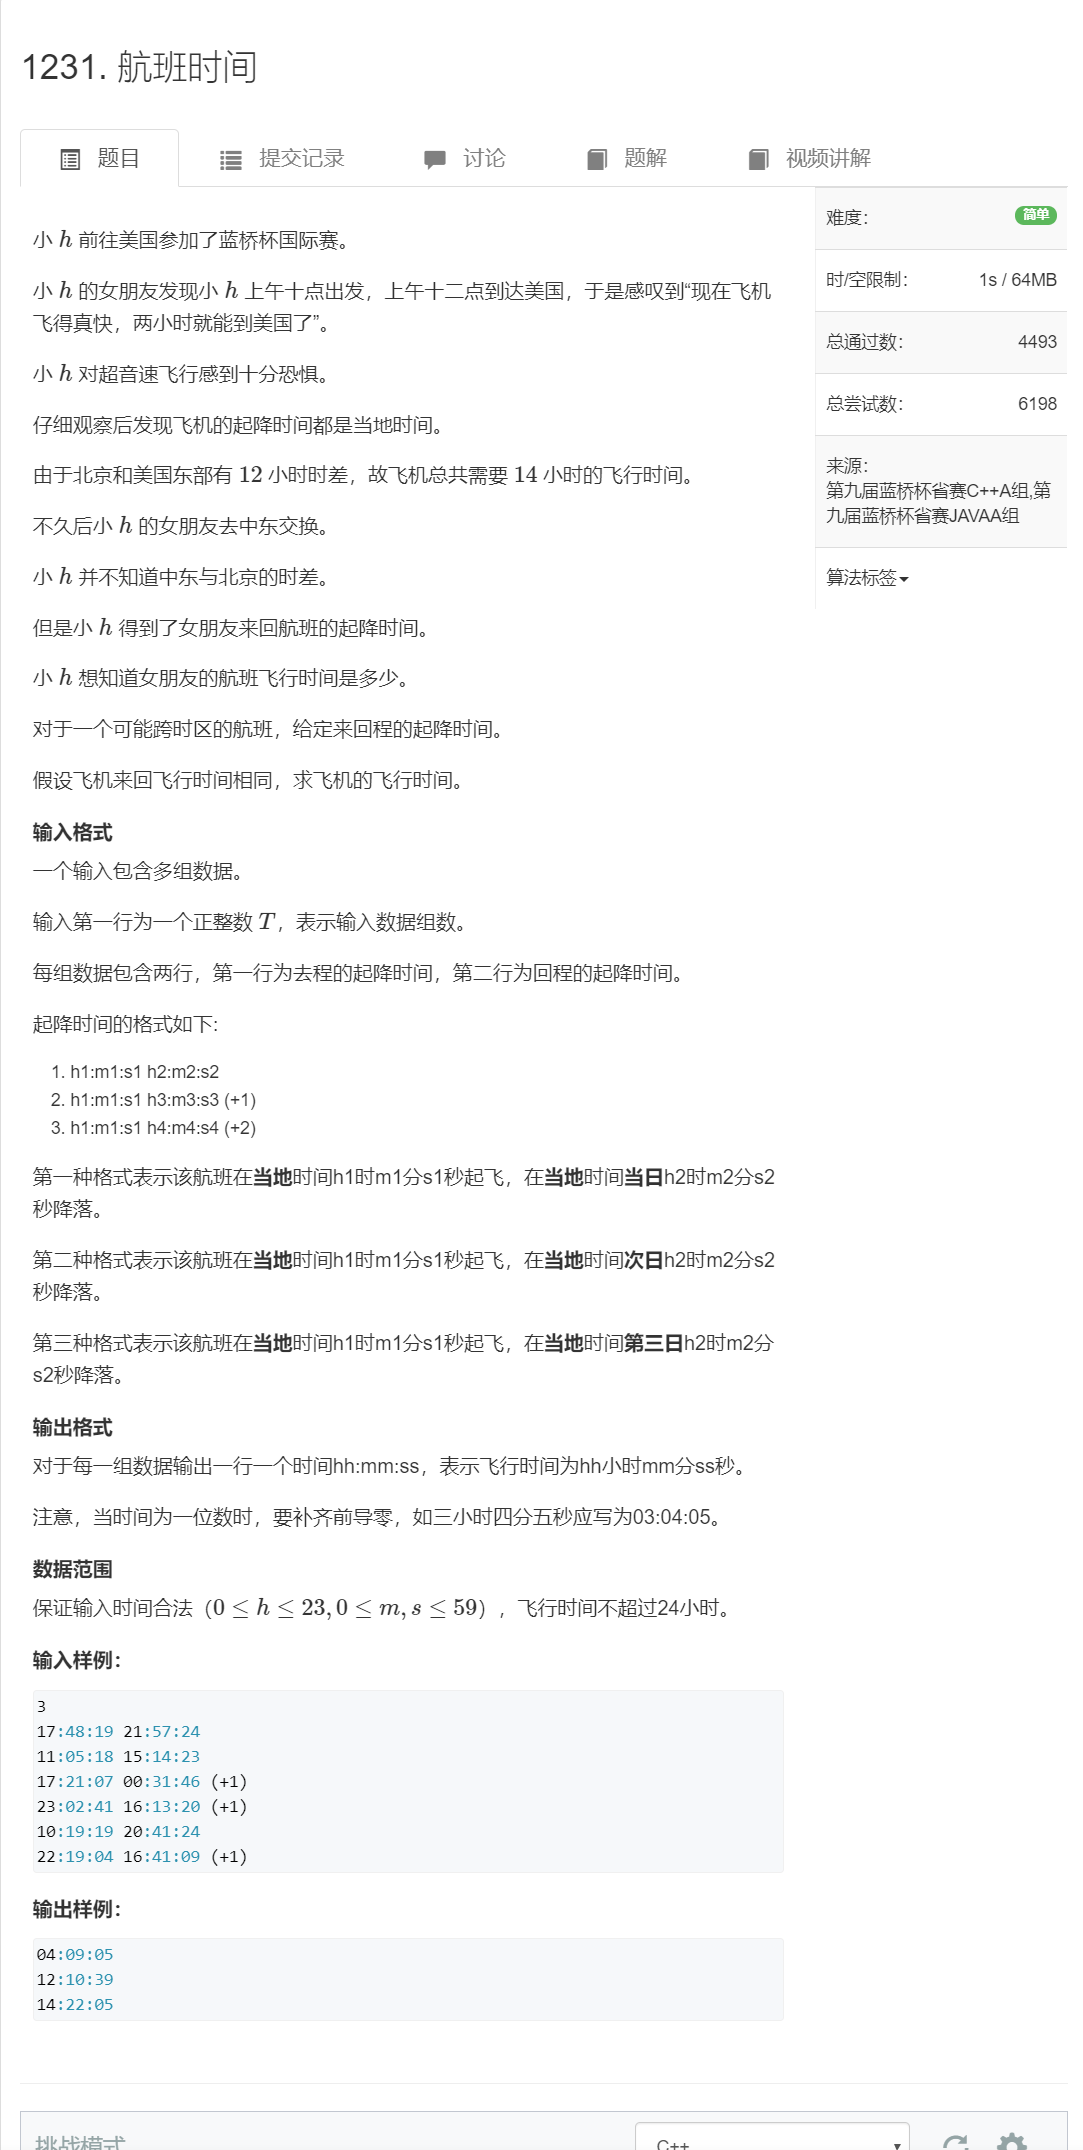 1231. 航班时间
题目 提交记录 讨论 题解 视频讲解
难度： 简单
时/空限制： 1s / 64MB
总通过数： 4493
总尝试数： 6198
来源：
第九届蓝桥杯省赛C++A组,第
九届蓝桥杯省赛JAVAA组
算法标签
小 h 前往美国参加了蓝桥杯国际赛。
小 h 的女朋友发现小 h 上午十点出发，上午十二点到达美国，于是感叹到“现在飞机
飞得真快，两小时就能到美国了”。
小 h 对超音速飞行感到十分恐惧。
仔细观察后发现飞机的起降时间都是当地时间。
由于北京和美国东部有 12 小时时差，故飞机总共需要 14 小时的飞行时间。
不久后小 h 的女朋友去中东交换。
小 h 并不知道中东与北京的时差。
但是小 h 得到了女朋友来回航班的起降时间。
小 h 想知道女朋友的航班飞行时间是多少。
对于一个可能跨时区的航班，给定来回程的起降时间。
假设飞机来回飞行时间相同，求飞机的飞行时间。
输入格式
一个输入包含多组数据。
输入第一行为一个正整数 T，表示输入数据组数。
每组数据包含两行，第一行为去程的起降时间，第二行为回程的起降时间。
起降时间的格式如下:
1. h1:m1:s1 h2:m2:s2
2. h1:m1:s1 h3:m3:s3 (+1)
3. h1:m1:s1 h4:m4:s4 (+2)
第一种格式表示该航班在当地时间h1时m1分s1秒起飞，在当地时间当日h2时m2分s2
秒降落。
第二种格式表示该航班在当地时间h1时m1分s1秒起飞，在当地时间次日h2时m2分s2
秒降落。
第三种格式表示该航班在当地时间h1时m1分s1秒起飞，在当地时间第三日h2时m2分
s2秒降落。
输出格式
对于每一组数据输出一行一个时间hh:mm:ss，表示飞行时间为hh小时mm分ss秒。
注意，当时间为一位数时，要补齐前导零，如三小时四分五秒应写为03:04:05。
数据范围
保证输入时间合法（0 ≤ h ≤ 23, 0 ≤ m, s ≤ 59），飞行时间不超过24小时。
输入样例：
3
17:48:19 21:57:24
11:05:18 15:14:23
17:21:07 00:31:46 (+1)
23:02:41 16:13:20 (+1)
10:19:19 20:41:24
22:19:04 16:41:09 (+1)
输出样例：
04:09:05
12:10:39
14:22:05
挑战模式 C++